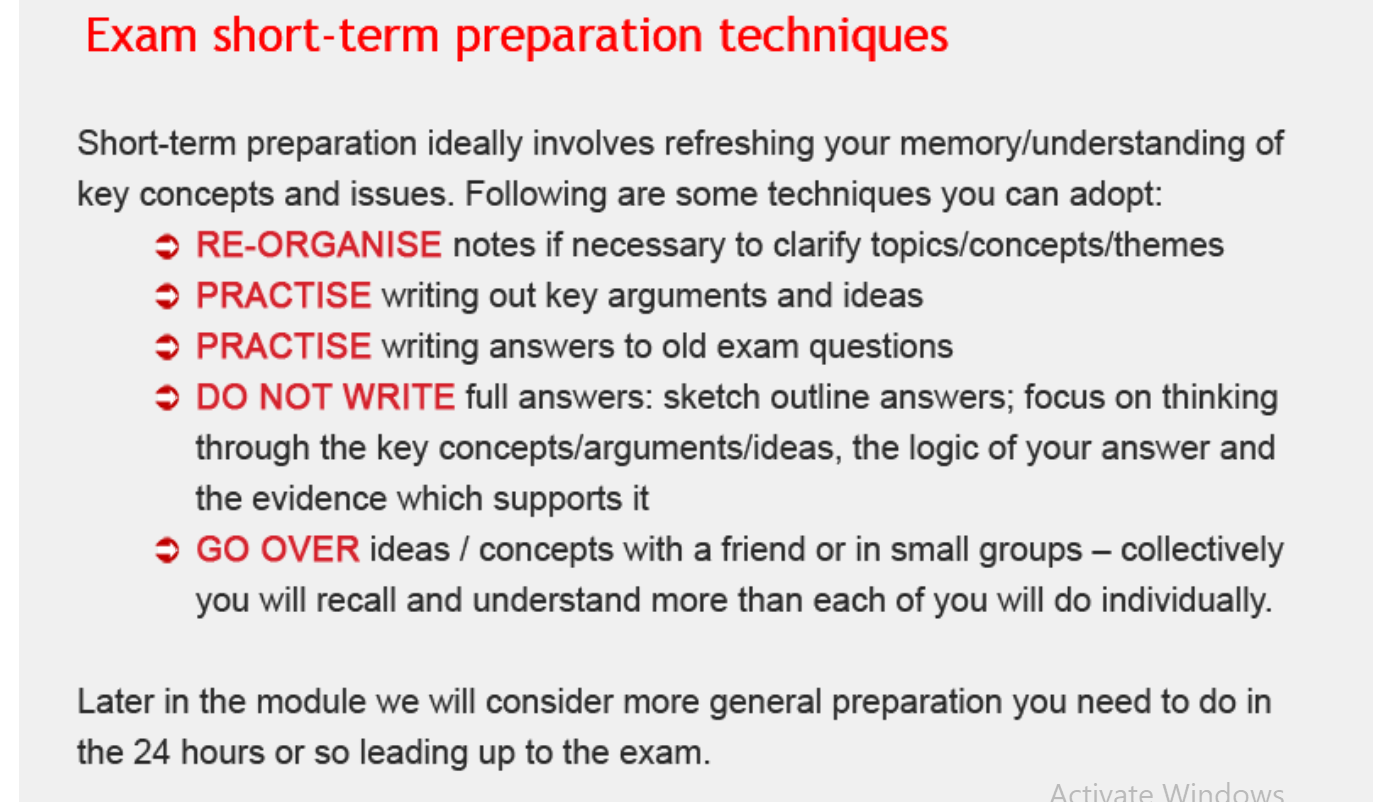 Exam short-term preparation techniques
Short-term preparation ideally involves refreshing your memory/understanding of
key concepts and issues. Following are some techniques you can adopt:
RE-ORGANISE notes if necessary to clarify topics/concepts/themes
PRACTISE writing out key arguments and ideas
PRACTISE writing answers to old exam questions
DO NOT WRITE full answers: sketch outline answers; focus on thinking
through the key concepts/arguments/ideas, the logic of your answer and
the evidence which supports it
GO OVER ideas / concepts with a friend or in small groups – collectively
you will recall and understand more than each of you will do individually.
Later in the module we will consider more general preparation you need to do in
the 24 hours or so leading up to the exam.
Activate Windows